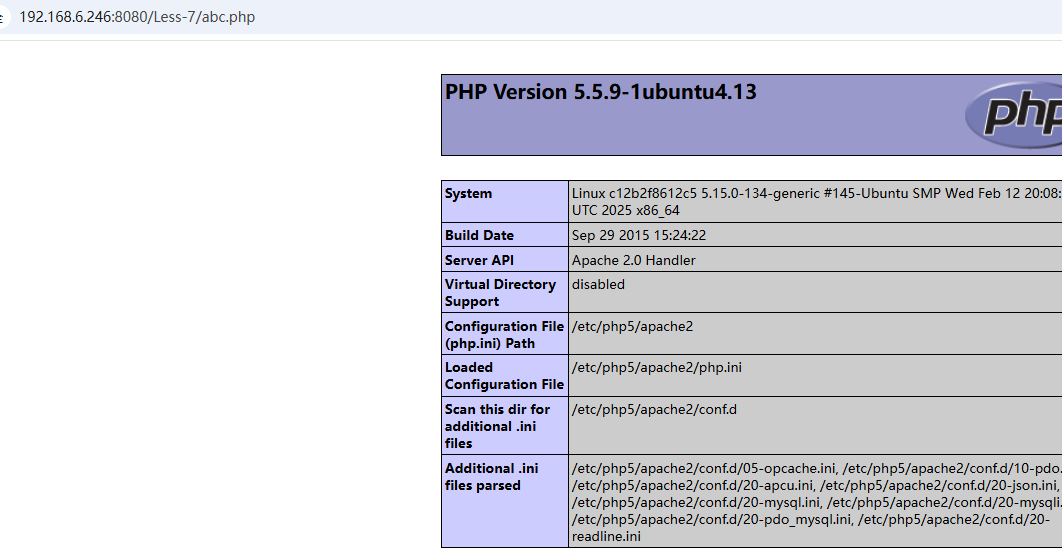 192.168.6.246:8080/Less-7/abc.php
PHP Version 5.5.9-1ubuntu4.13
php
System
Linux c12b2f8612c5 5.15.0-134-generic #145-Ubuntu SMP Wed Feb 12 20:08:
UTC 2025 x86_64
Build Date
Sep 29 2015 15:24:22
Server API
Apache 2.0 Handler
Virtual Directory
Support
disabled
Configuration File
(php.ini) Path
/etc/php5/apache2
Loaded
Configuration File
/etc/php5/apache2/php.ini
Scan this dir for
additional .ini
files
/etc/php5/apache2/conf.d
Additional .ini
files parsed
/etc/php5/apache2/conf.d/05-opcache.ini, /etc/php5/apache2/conf.d/10-pdo.
/etc/php5/apache2/conf.d/20-apcu.ini, /etc/php5/apache2/conf.d/20-json.ini,
/etc/php5/apache2/conf.d/20-mysql.ini, /etc/php5/apache2/conf.d/20-mysqli.
/etc/php5/apache2/conf.d/20-pdo_mysql.ini, /etc/php5/apache2/conf.d/20-
readline.ini